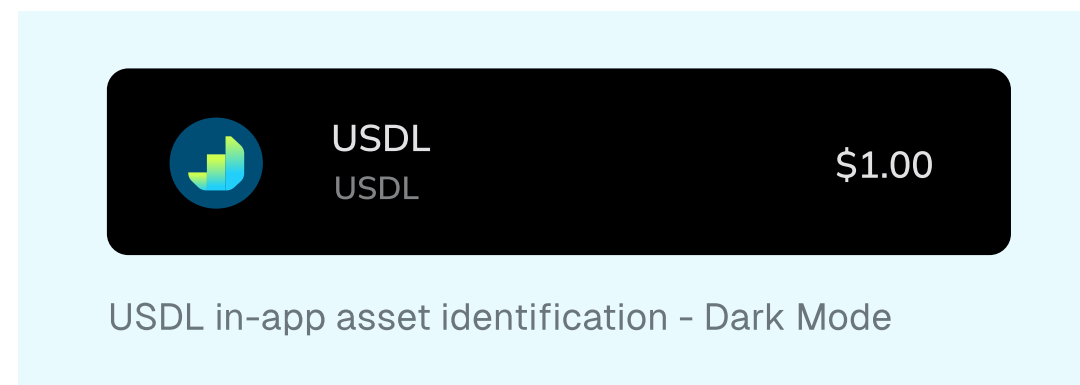 USDL
USDL
$1.00
USDL in-app asset identification - Dark Mode